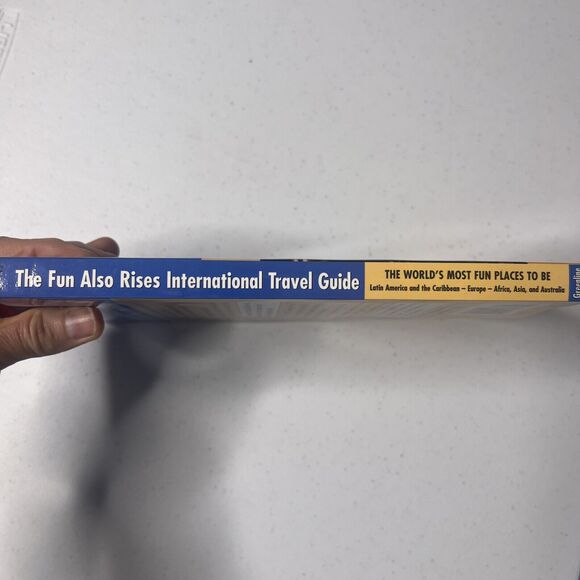 The Fun Also Rises International Travel Guide
THE WORLD'S MOST FUN PLACES TO BE
Latin America and the Caribbean – Europe – Africa, Asia, and Australia
Greenline